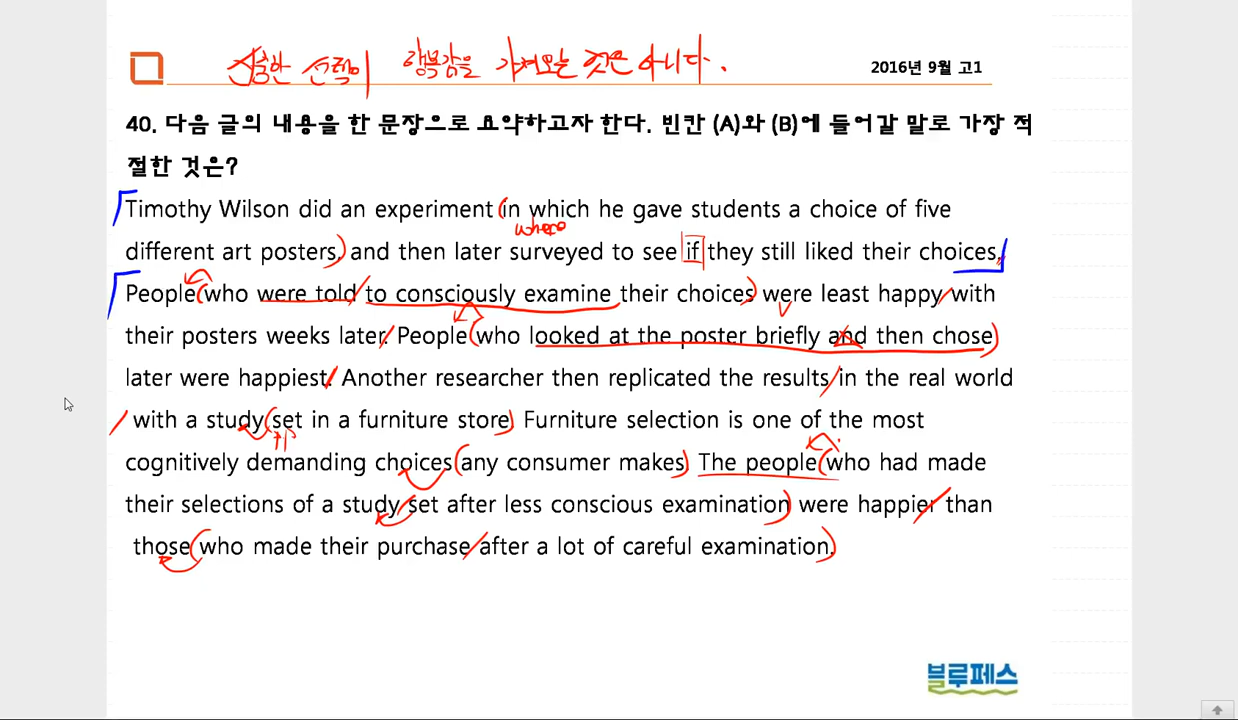 신중한 선택이 행복감을 가져오는 것은 아니다.
2016년 9월 고1
40. 다음 글의 내용을 한 문장으로 요약하고자 한다. 빈칸 (A)와 (B)에 들어갈 말로 가장 적
절한 것은?
Timothy Wilson did an experiment in which he gave students a choice of five
where
different art posters, and then later surveyed to see if they still liked their choices.
People who were told to consciously examine their choices were least happy with
their posters weeks later. People who looked at the poster briefly and then chose
later were happiest. Another researcher then replicated the results in the real world
with a study set in a furniture store. Furniture selection is one of the most
PP
cognitively demanding choices any consumer makes. The people who had made
their selections of a study set after less conscious examination were happier than
those who made their purchase after a lot of careful examination.
블루페스